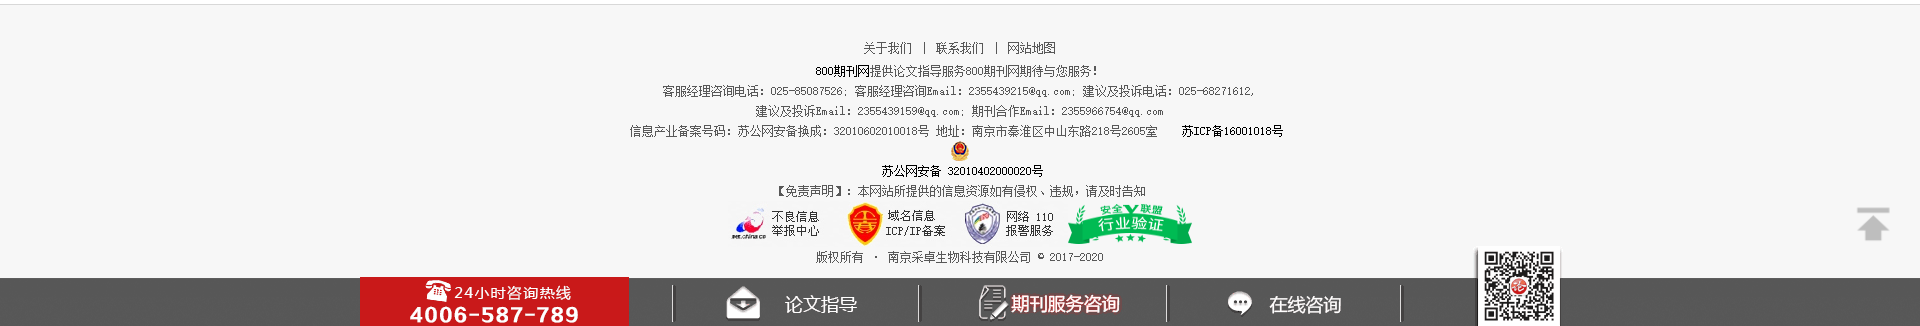 关于我们 | 联系我们 | 网站地图
800期刊网提供论文指导服务800期刊网期待与您服务!
客服经理咨询电话: 025-85087526; 客服经理咨询Email: 2355439215@qq.com; 建议及投诉电话: 025-68271612,
建议及投诉Email: 2355439159@qq.com; 期刊合作Email: 2355966754@qq.com
信息产业备案号码: 苏公网安备换成: 32010602010018号 地址: 南京市秦淮区中山东路218号2605室 苏ICP备16001018号
苏公网安备 32010402000020号
【免责声明】: 本网站所提供的信息资源如有侵权、违规, 请及时告知
不良信息
举报中心
域名信息
ICP/IP备案
网络 110
报警服务
安全 联盟
行业验证
版权所有 · 南京采卓生物科技有限公司 © 2017-2020
24小时咨询热线
4006-587-789
论文指导
期刊服务咨询
在线咨询